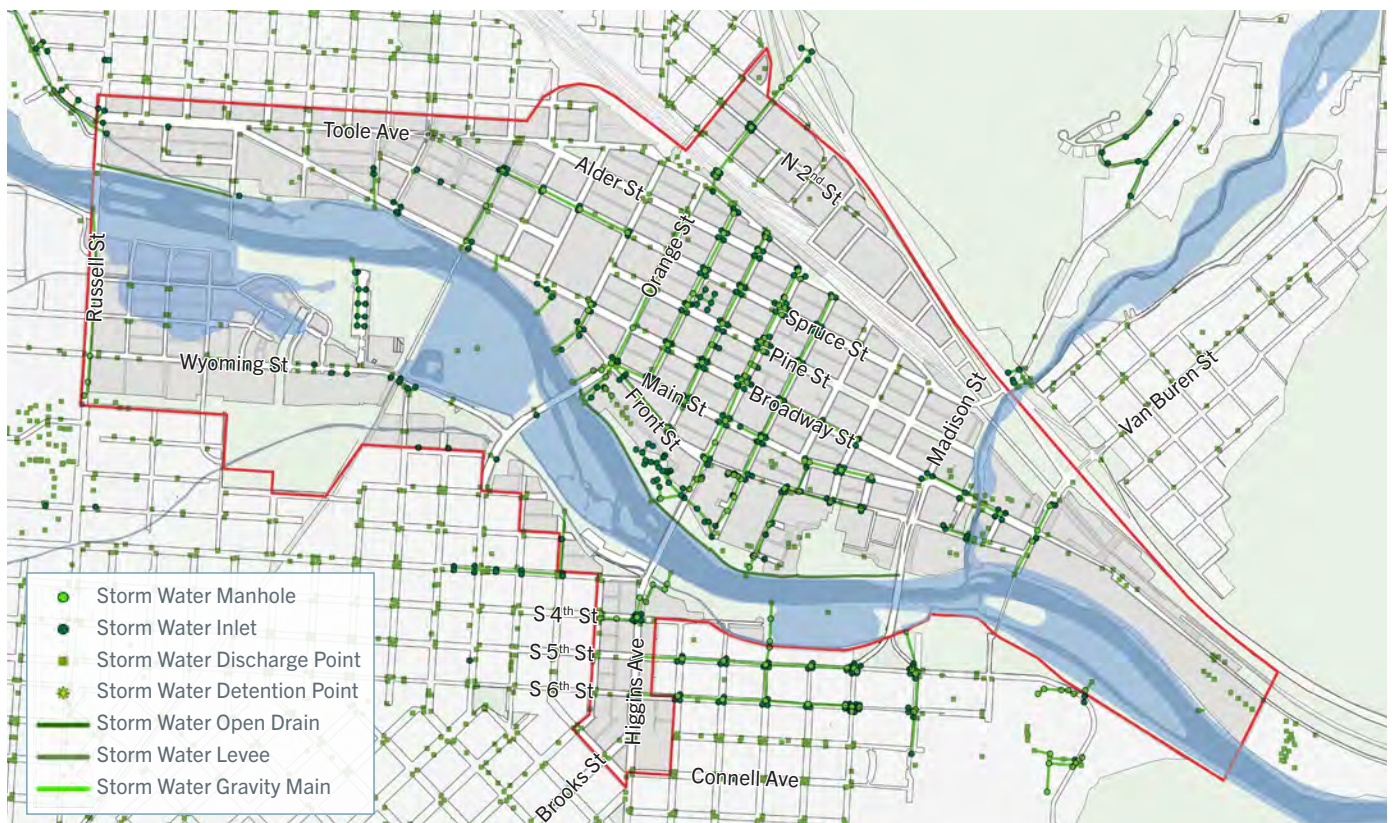 Toole Ave
Alder St
N 2nd St
Orange St
Russell St
Spruce St
Wyoming St
Pine St
Main St
Broadway St
Front St
Madison St
Van Buren St
Storm Water Manhole
Storm Water Inlet
Storm Water Discharge Point
Storm Water Detention Point
Storm Water Open Drain
Storm Water Levee
Storm Water Gravity Main
S 4th St
S 5th St
S 6th St
Higgins Ave
Brooks St
Connell Ave